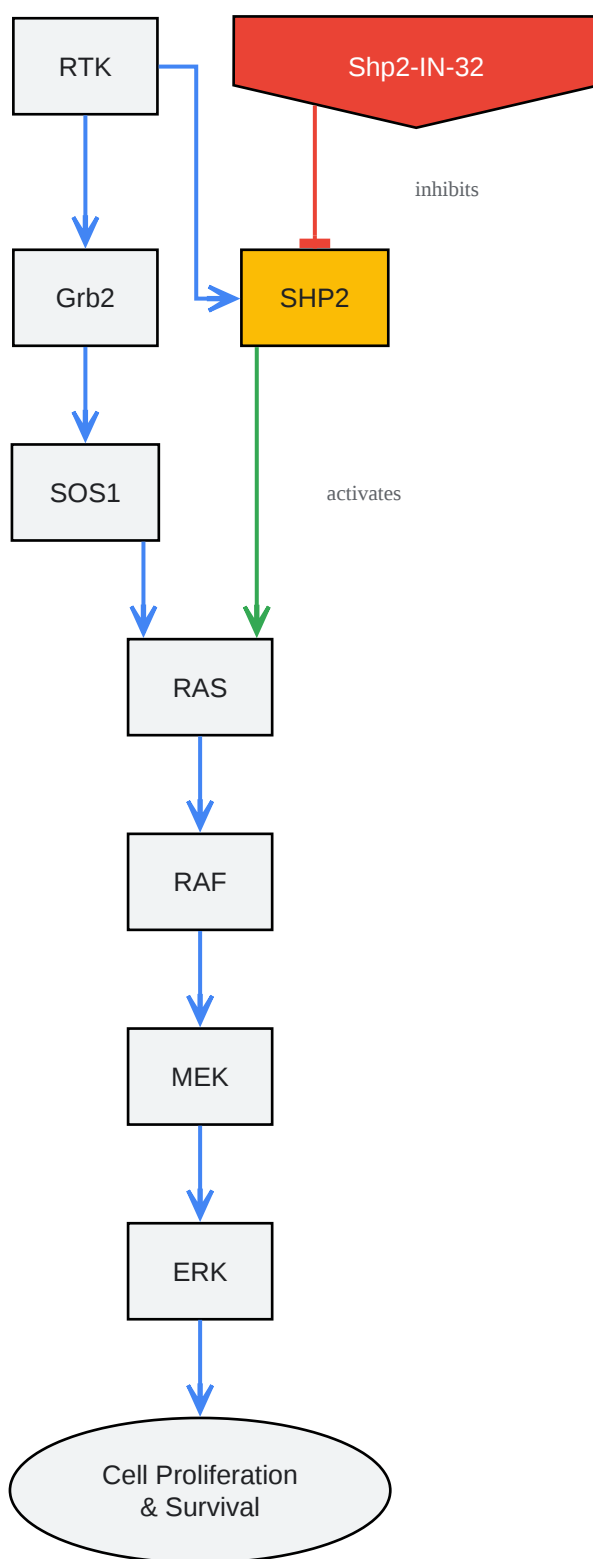 RTK
Shp2-IN-32
inhibits
Grb2
SHP2
SOS1
activates
RAS
RAF
MEK
ERK
Cell Proliferation
& Survival